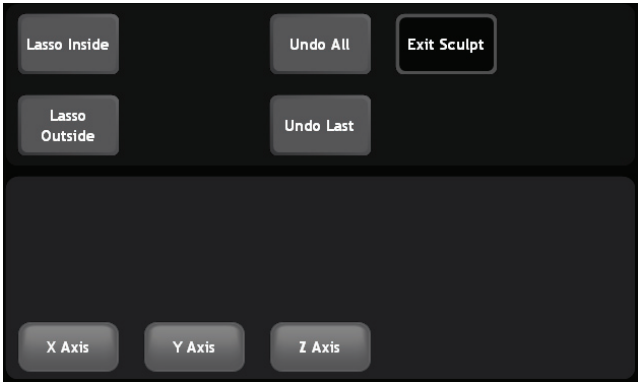 Lasso Inside
Undo All
Exit Sculpt
Lasso
Outside
Undo Last
X Axis
Y Axis
Z Axis